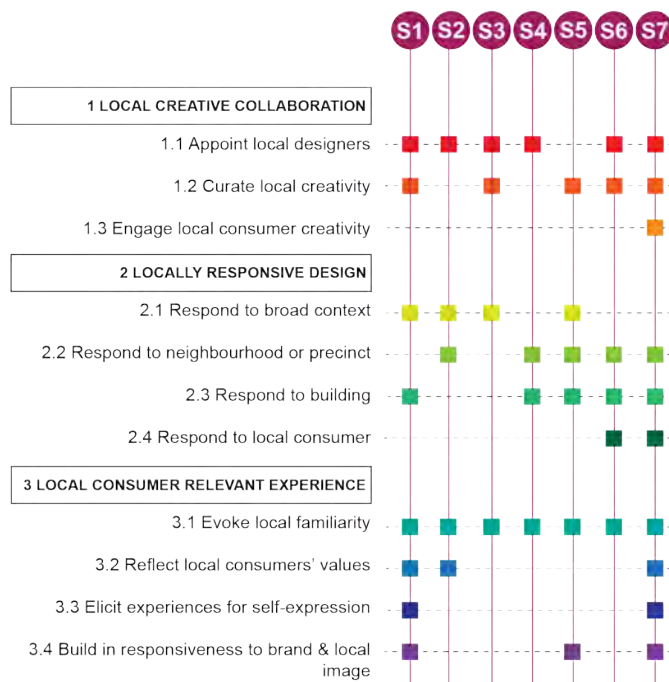 S1 S2 S3 S4 S5 S6 S7
1 LOCAL CREATIVE COLLABORATION
1.1 Appoint local designers
1.2 Curate local creativity
1.3 Engage local consumer creativity
2 LOCALLY RESPONSIVE DESIGN
2.1 Respond to broad context
2.2 Respond to neighbourhood or precinct
2.3 Respond to building
2.4 Respond to local consumer
3 LOCAL CONSUMER RELEVANT EXPERIENCE
3.1 Evoke local familiarity
3.2 Reflect local consumers' values
3.3 Elicit experiences for self-expression
3.4 Build in responsiveness to brand & local
image